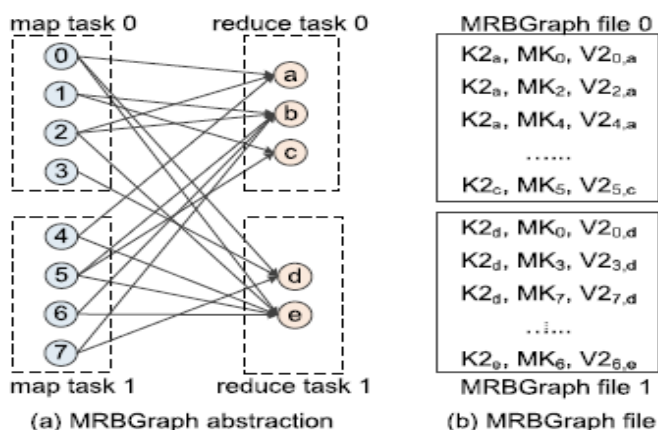 map task 0
reduce task 0
MRBGraph file 0
0
1
2
3
a
b
c
K2a, MK0, V20,a
K2a, MK2, V22,a
K2a, MK4, V24,a
......
K2c, MK5, V25,c
4
5
6
7
d
e
K2d, MK0, V20,d
K2d, MK3, V23,d
K2d, MK7, V27,d
......
K2e, MK6, V26,e
map task 1
reduce task 1
MRBGraph file 1
(a) MRBGraph abstraction
(b) MRBGraph file